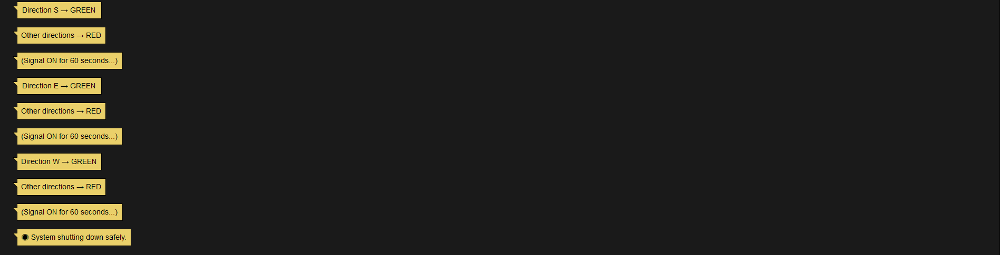 Direction S → GREEN
Other directions → RED
(Signal ON for 60 seconds...)
Direction E → GREEN
Other directions → RED
(Signal ON for 60 seconds...)
Direction W → GREEN
Other directions → RED
(Signal ON for 60 seconds...)
◉ System shutting down safely.